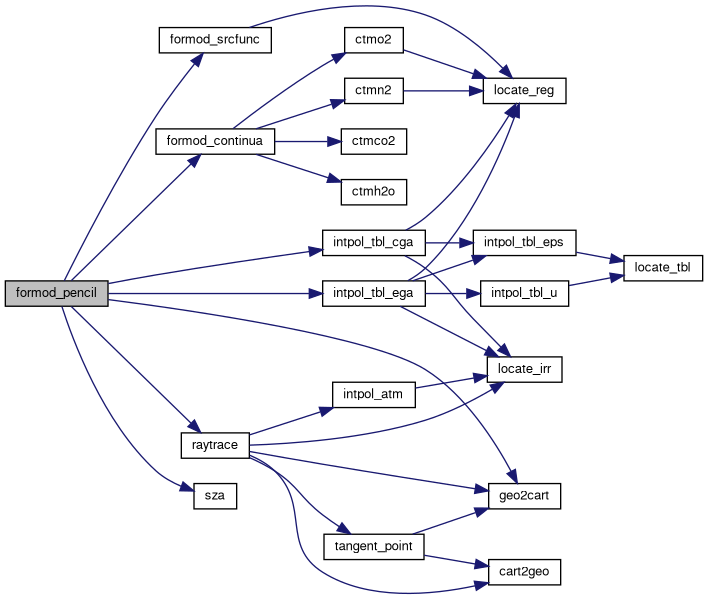 formod_srcfunc
ctmo2
locate_reg
ctmn2
formod_continua
ctmco2
ctmh2o
intpol_tbl_cga
intpol_tbl_eps
locate_tbl
formod_pencil
intpol_tbl_ega
intpol_tbl_u
locate_irr
intpol_atm
raytrace
sza
geo2cart
tangent_point
cart2geo